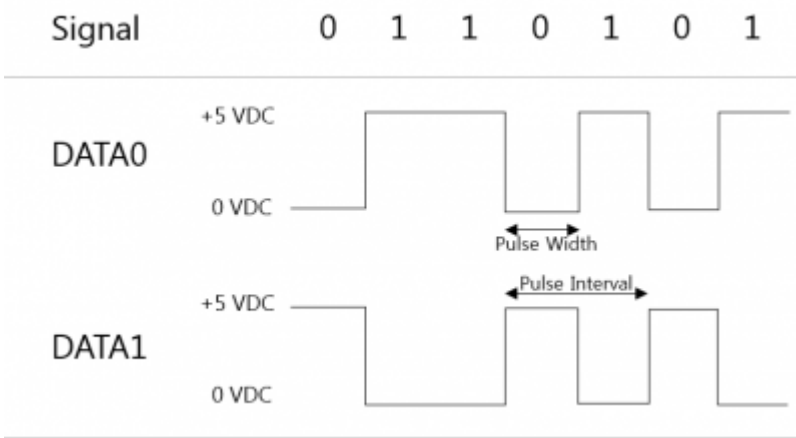 Signal 0 1 1 0 1 0 1
+5 VDC
DATA0
0 VDC
Pulse Width
Pulse Interval
+5 VDC
DATA1
0 VDC